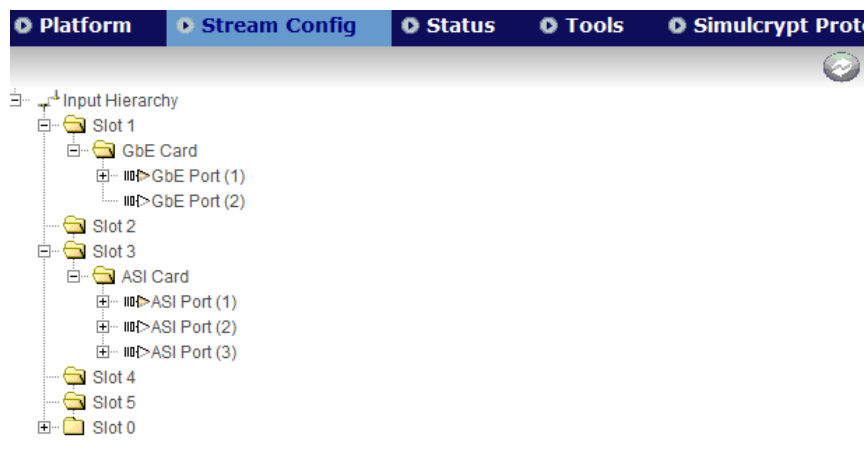 Platform Stream Config Status Tools Simulcrypt Prot
Input Hierarchy
Slot 1
GbE Card
GbE Port (1)
GbE Port (2)
Slot 2
Slot 3
ASI Card
ASI Port (1)
ASI Port (2)
ASI Port (3)
Slot 4
Slot 5
Slot 0